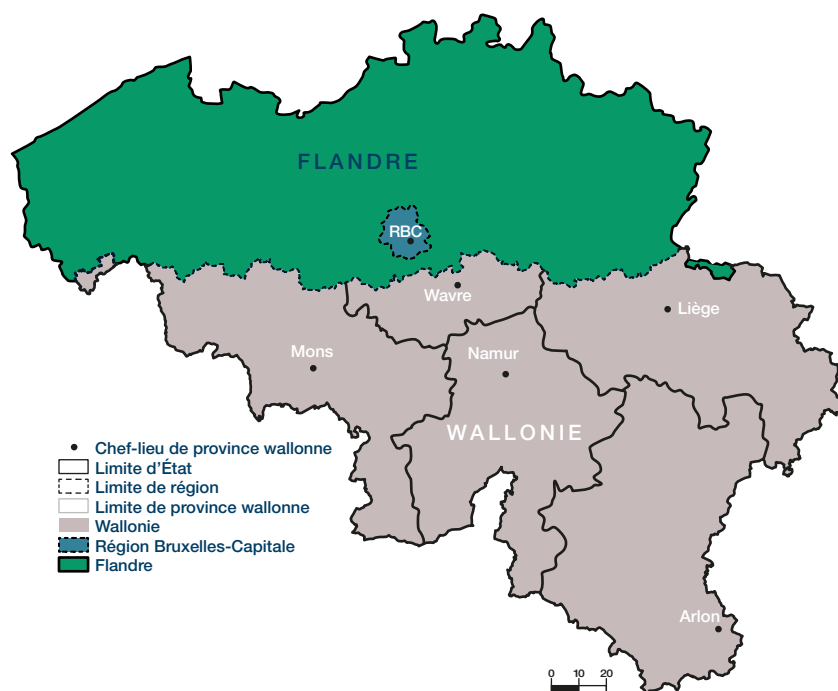 FLANDRE
RBC
Wavre
Liège
Mons
Namur
WALLONIE
Chef-lieu de province wallonne
Limite d’État
Limite de région
Limite de province wallonne
Wallonie
Région Bruxelles-Capitale
Flandre
Arlon
0 10 20